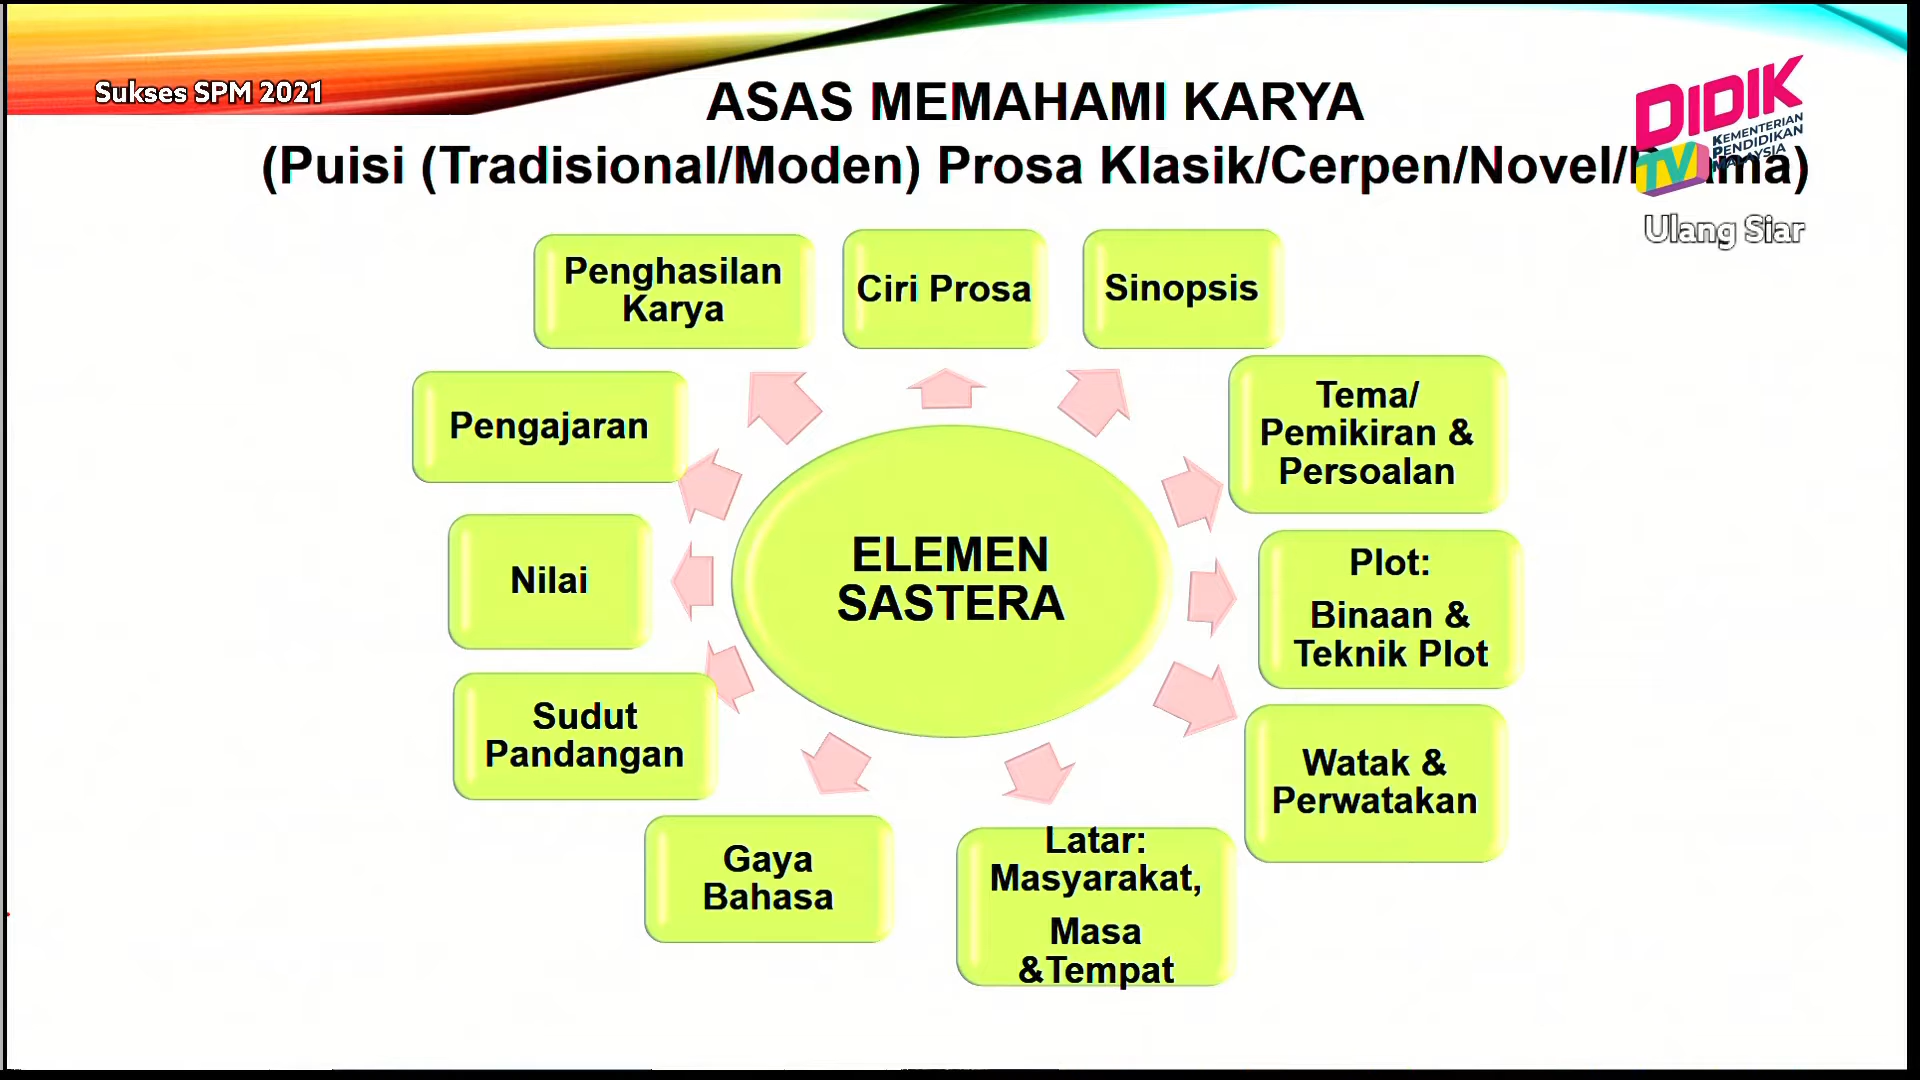 Sukses SPM 2021
ASAS MEMAHAMI KARYA
(Puisi (Tradisional/Moden) Prosa Klasik/Cerpen/Novel/
DIDIK
TV
KEMENTERIAN
PENDIDIKAN
MALAYSIA
Ulang Siar
Penghasilan
Karya
Ciri Prosa
Sinopsis
Tema/
Pemikiran &
Persoalan
Pengajaran
Nilai
ELEMEN
SASTERA
Plot:
Binaan &
Teknik Plot
Sudut
Pandangan
Watak &
Perwatakan
Gaya
Bahasa
Latar:
Masyarakat,
Masa
&Tempat